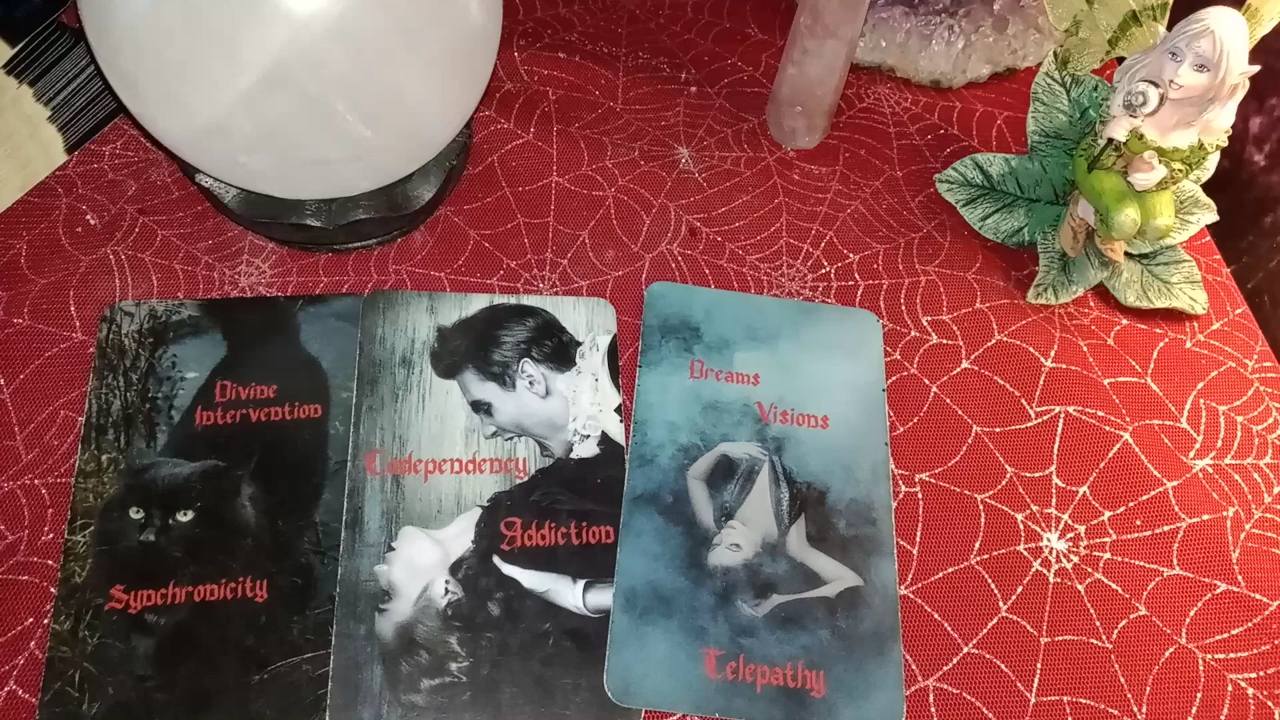 Divine
Intervention
Synchronicity
Codependency
Addiction
Dreams
Visions
Telepathy